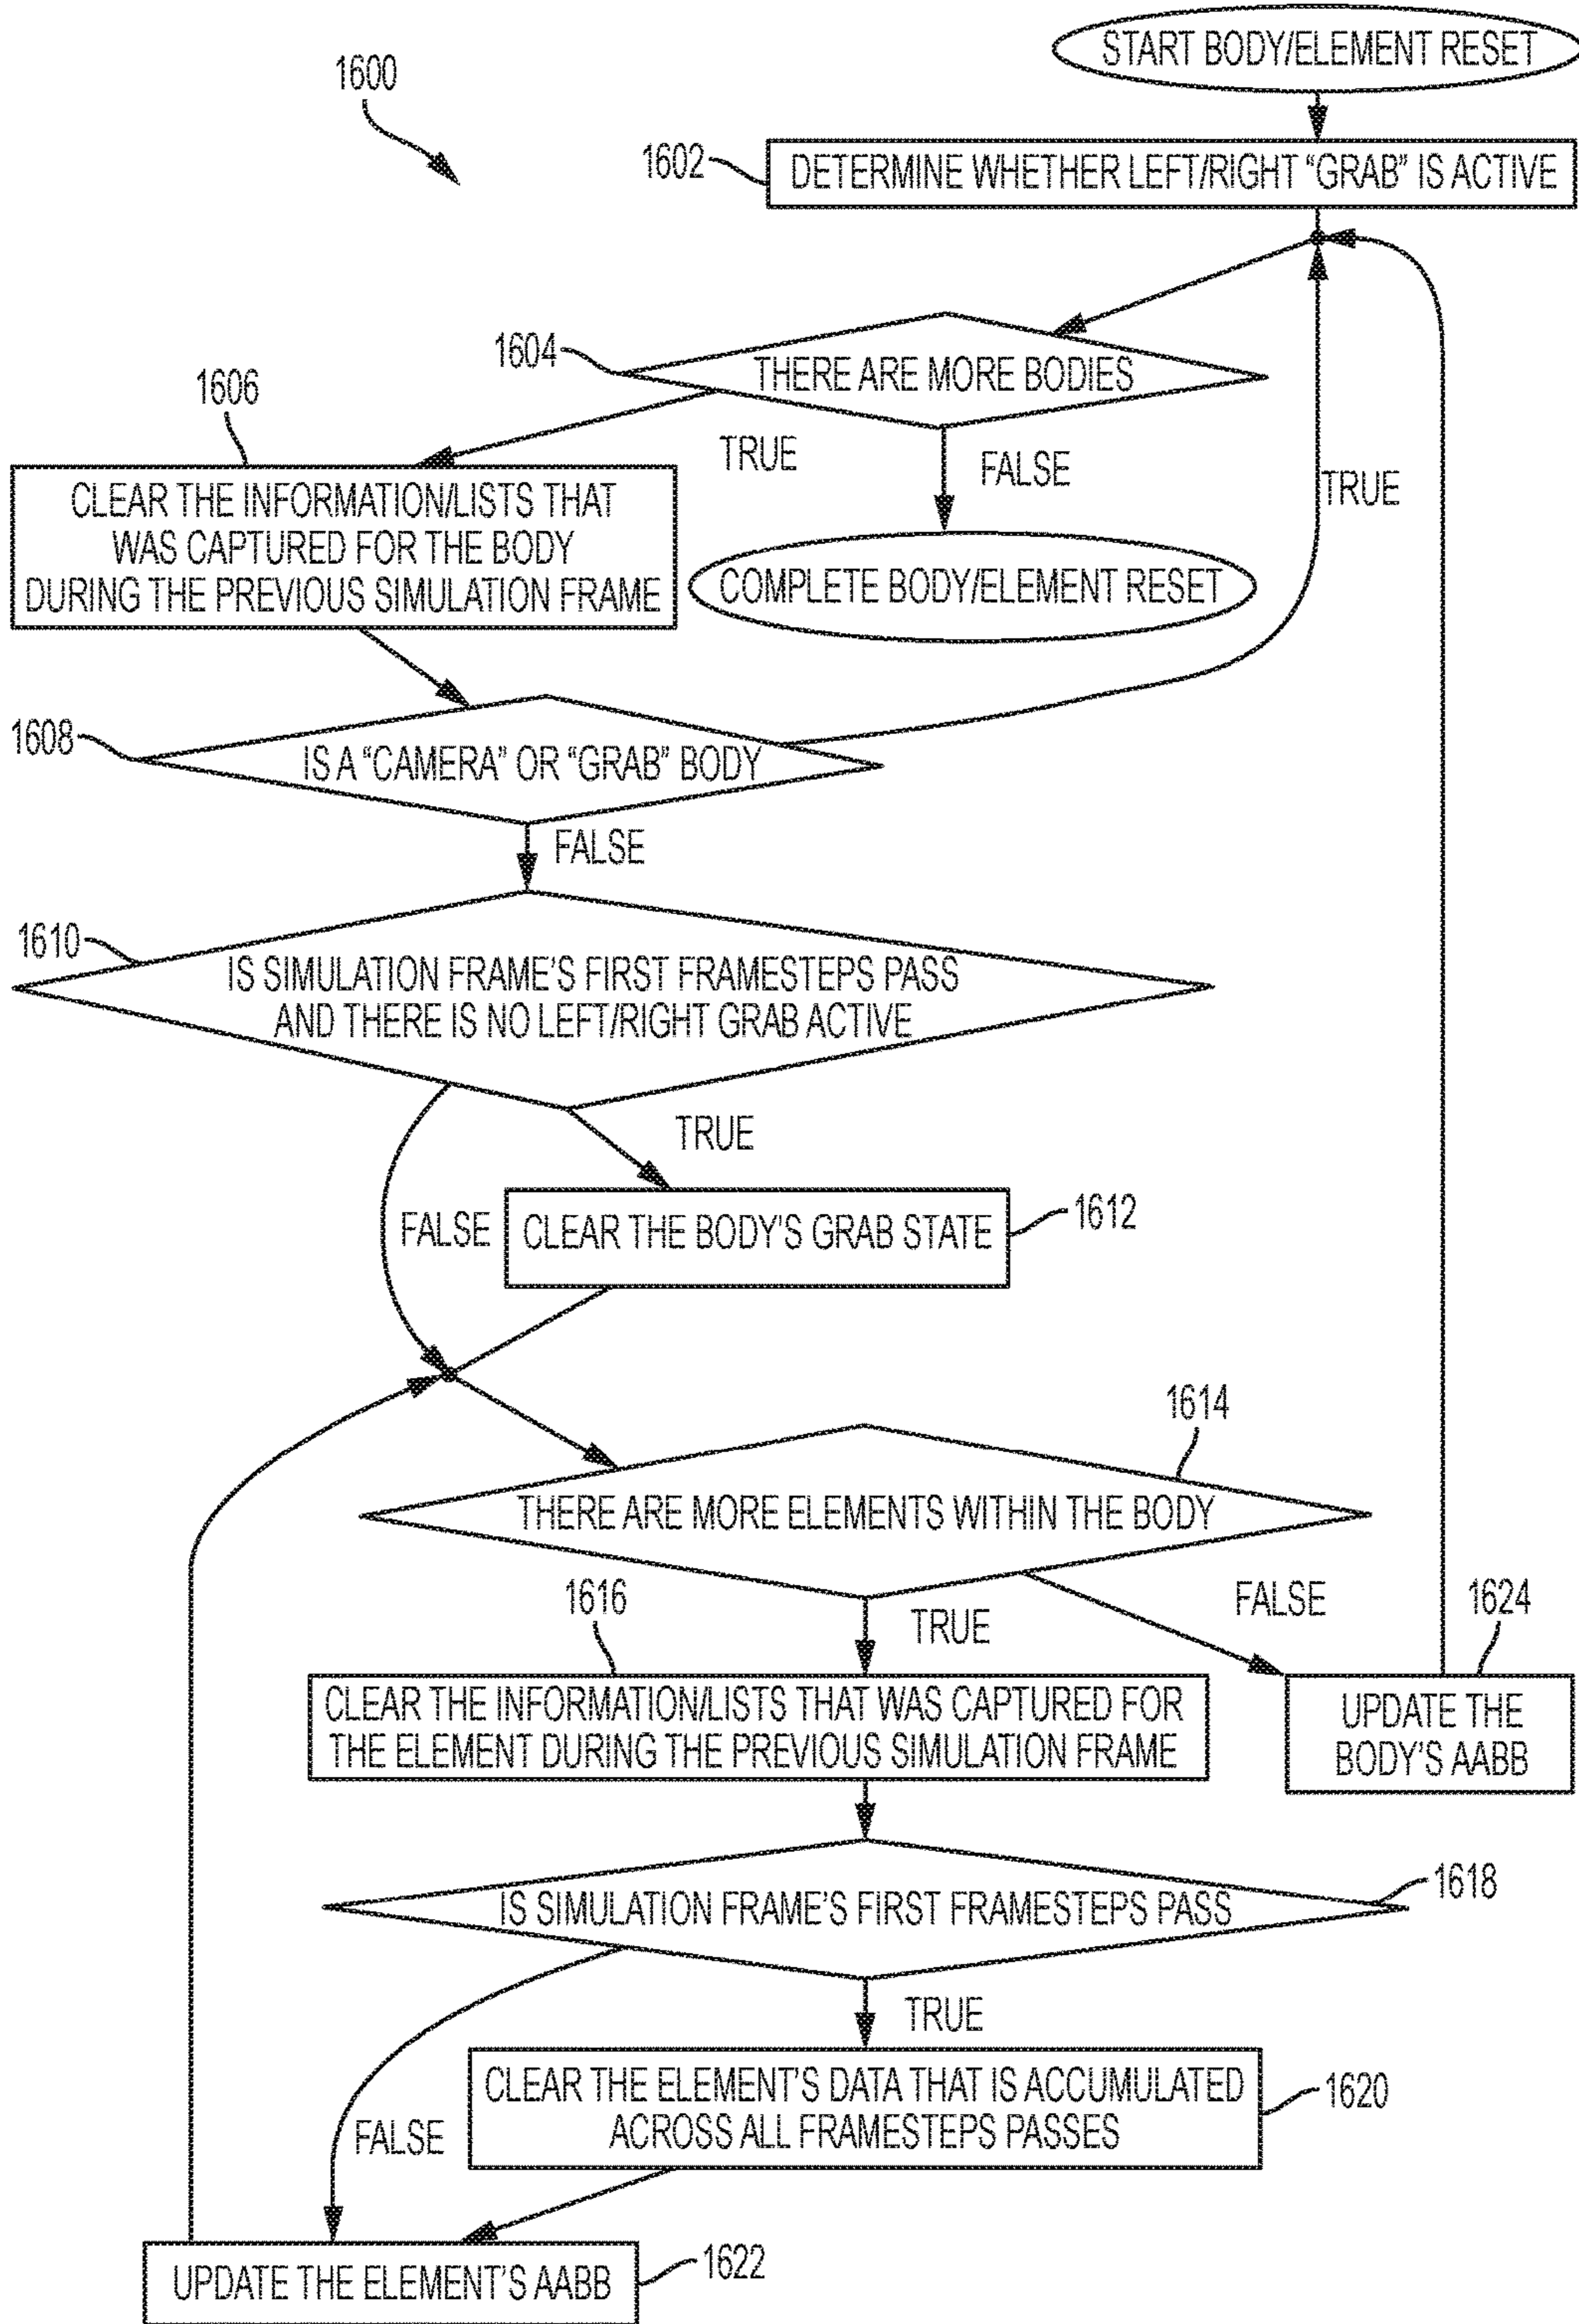 START BODY/ELEMENT RESET
1600
1602
DETERMINE WHETHER LEFT/RIGHT “GRAB” IS ACTIVE
1604
THERE ARE MORE BODIES
1606
TRUE
FALSE
TRUE
CLEAR THE INFORMATION/LISTS THAT
WAS CAPTURED FOR THE BODY
DURING THE PREVIOUS SIMULATION FRAME
COMPLETE BODY/ELEMENT RESET
1608
IS A “CAMERA” OR “GRAB” BODY
FALSE
1610
IS SIMULATION FRAME’S FIRST FRAMESTEPS PASS
AND THERE IS NO LEFT/RIGHT GRAB ACTIVE
TRUE
FALSE
CLEAR THE BODY’S GRAB STATE
1612
1614
THERE ARE MORE ELEMENTS WITHIN THE BODY
1616
TRUE
FALSE
1624
CLEAR THE INFORMATION/LISTS THAT WAS CAPTURED FOR
THE ELEMENT DURING THE PREVIOUS SIMULATION FRAME
UPDATE THE
BODY’S AABB
IS SIMULATION FRAME’S FIRST FRAMESTEPS PASS
1618
TRUE
FALSE
CLEAR THE ELEMENT’S DATA THAT IS ACCUMULATED
ACROSS ALL FRAMESTEPS PASSES
1620
UPDATE THE ELEMENT’S AABB
1622